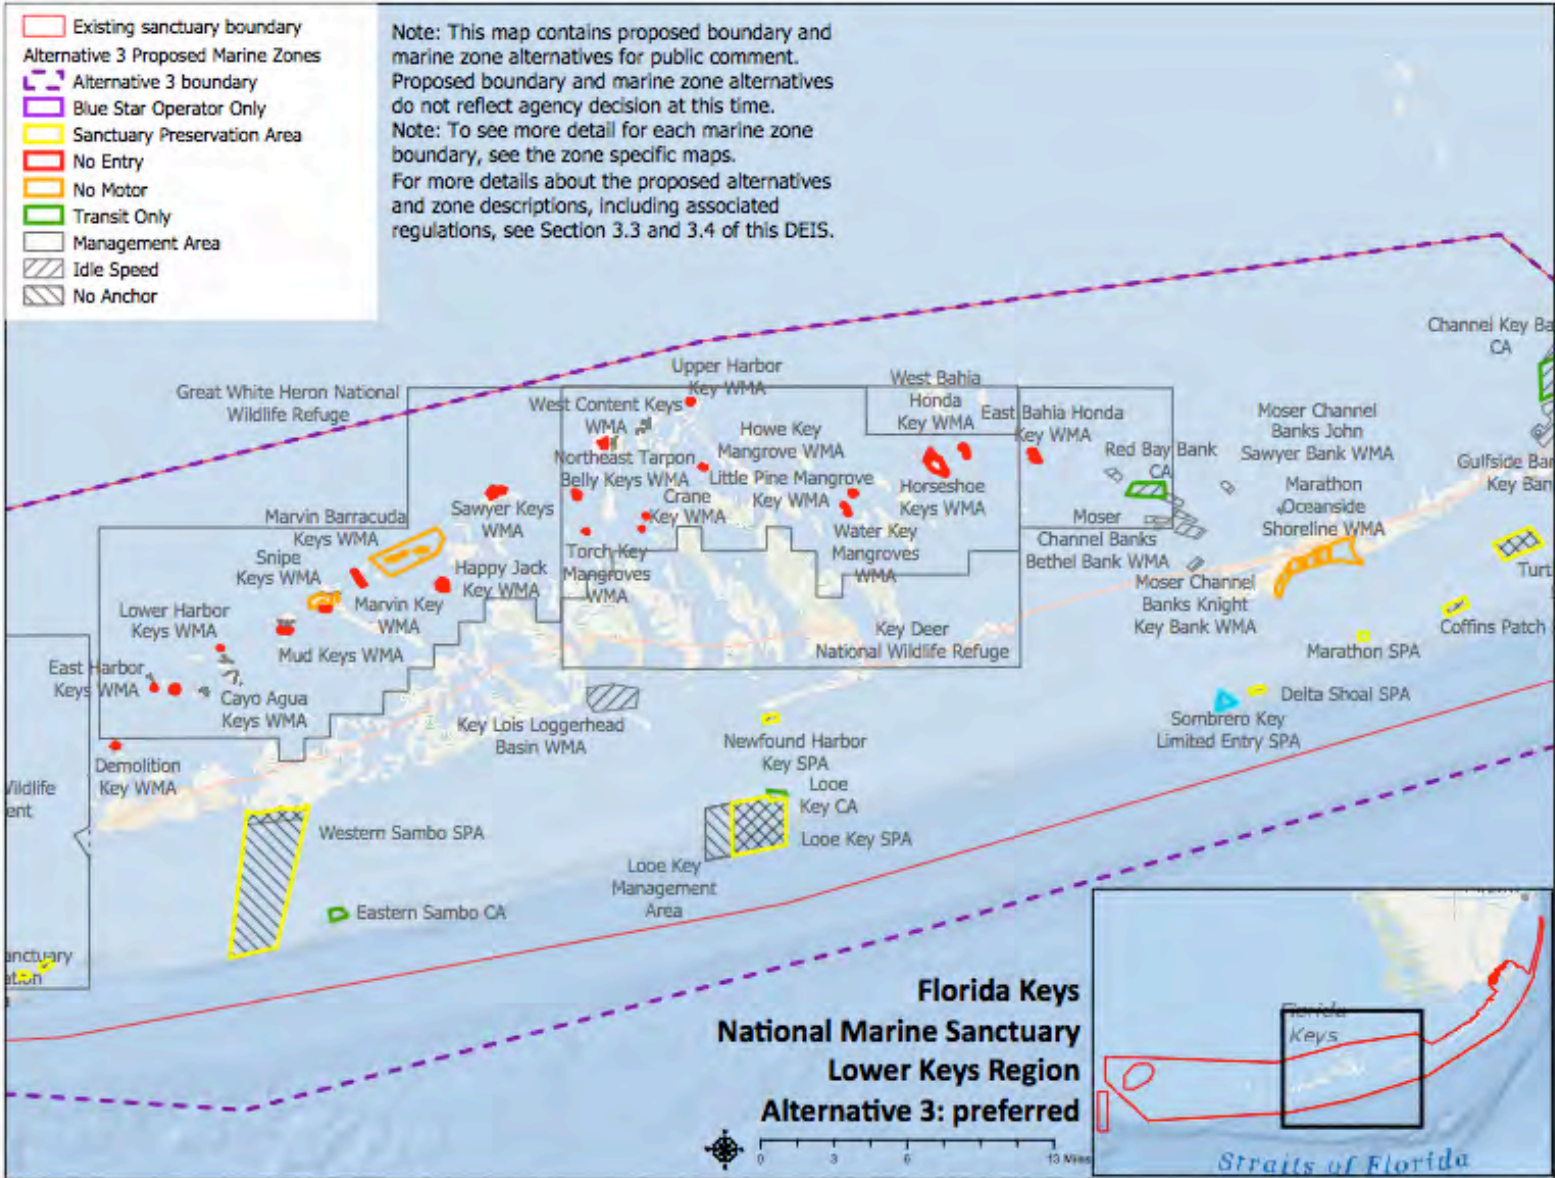 Existing sanctuary boundary
Alternative 3 Proposed Marine Zones
Alternative 3 boundary
Blue Star Operator Only
Sanctuary Preservation Area
No Entry
No Motor
Transit Only
Management Area
Idle Speed
No Anchor
Note: This map contains proposed boundary and
marine zone alternatives for public comment.
Proposed boundary and marine zone alternatives
do not reflect agency decision at this time.
Note: To see more detail for each marine zone
boundary, see the zone specific maps.
For more details about the proposed alternatives
and zone descriptions, including associated
regulations, see Section 3.3 and 3.4 of this DEIS.
Channel Key Ba
CA
Great White Heron National
Wildlife Refuge
Upper Harbor
Key WMA
West Content Keys
WMA
West Bahia
Honda
Key WMA
East Bahia Honda
Key WMA
Howe Key
Mangrove WMA
Moser Channel
Banks John
Sawyer Bank WMA
Northeast Tarpon
Belly Keys WMA
Little Pine Mangrove
Key WMA
Red Bay Bank
CA
Gulfside Ban
Key Ban
Crane
Key WMA
Horseshoe
Keys WMA
Marathon
Oceanside
Shoreline WMA
Sawyer Keys
WMA
Marvin Barracuda
Keys WMA
Moser
Channel Banks
Bethel Bank WMA
Water Key
Mangroves
WMA
Torch Key
Mangroves
WMA
Snipe
Keys WMA
Happy Jack
Key WMA
Turt
Moser Channel
Banks Knight
Key Bank WMA
Lower Harbor
Keys WMA
Marvin Key
WMA
Coffins Patch
Key Deer
National Wildlife Refuge
Mud Keys WMA
Marathon SPA
East Harbor
Keys WMA
Cayo Agua
Keys WMA
Delta Shoal SPA
Key Lois Loggerhead
Basin WMA
Sombrero Key
Limited Entry SPA
Newfound Harbor
Key SPA
Demolition
Key WMA
Wildlife
ent
Looe
Key CA
Western Sambo SPA
Looe Key SPA
Looe Key
Management
Area
Eastern Sambo CA
anctuary
ation
Florida Keys
National Marine Sanctuary
Lower Keys Region
Alternative 3: preferred
0 3 6 13 Miles
Florida
Keys
Straits of Florida